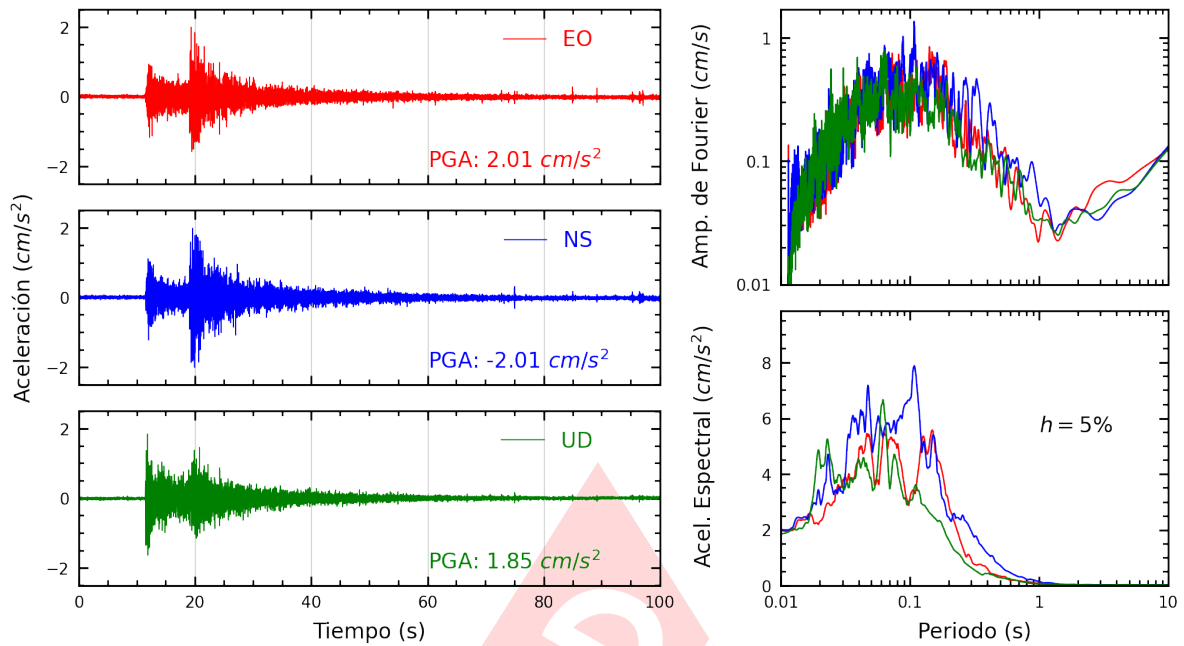 Aceleración (cm/s²)
2
0
−2
EO
PGA: 2.01 cm/s²
2
0
−2
NS
PGA: -2.01 cm/s²
2
0
−2
UD
PGA: 1.85 cm/s²
0 20 40 60 80 100
Tiempo (s)
Amp. de Fourier (cm/s)
1
0.1
0.01
Acel. Espectral (cm/s²)
8
6
4
2
0
h = 5%
0.01 0.1 1 10
Periodo (s)